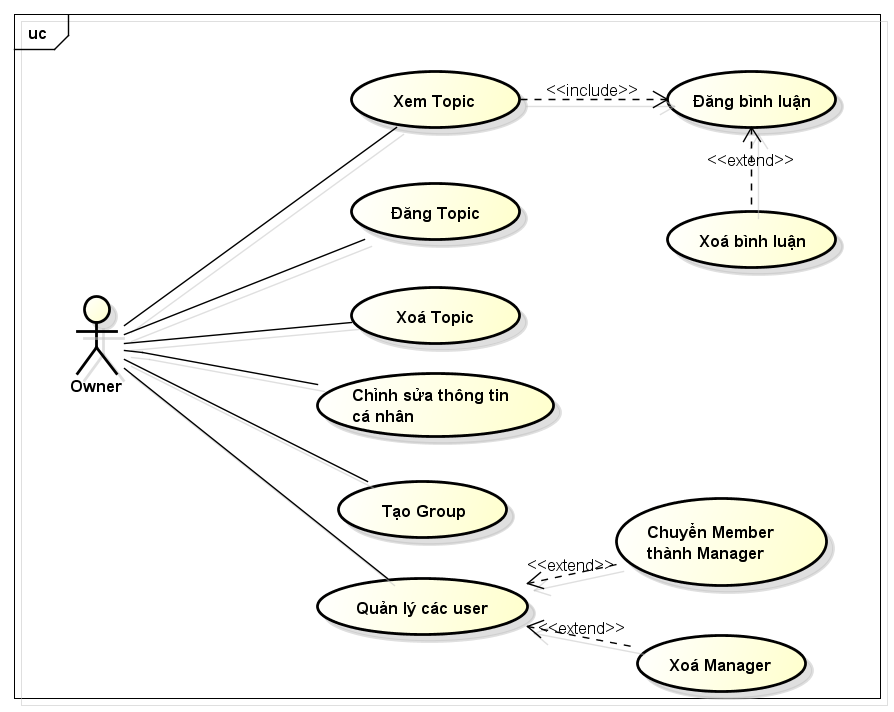 uc
Xem Topic
<<include>>
Đăng bình luận
<<extend>>
Đăng Topic
Xoá bình luận
Xoá Topic
Owner
Chỉnh sửa thông tin
cá nhân
Tạo Group
Chuyển Member
thành Manager
<<extend>>
Quản lý các user
<<extend>>
Xoá Manager